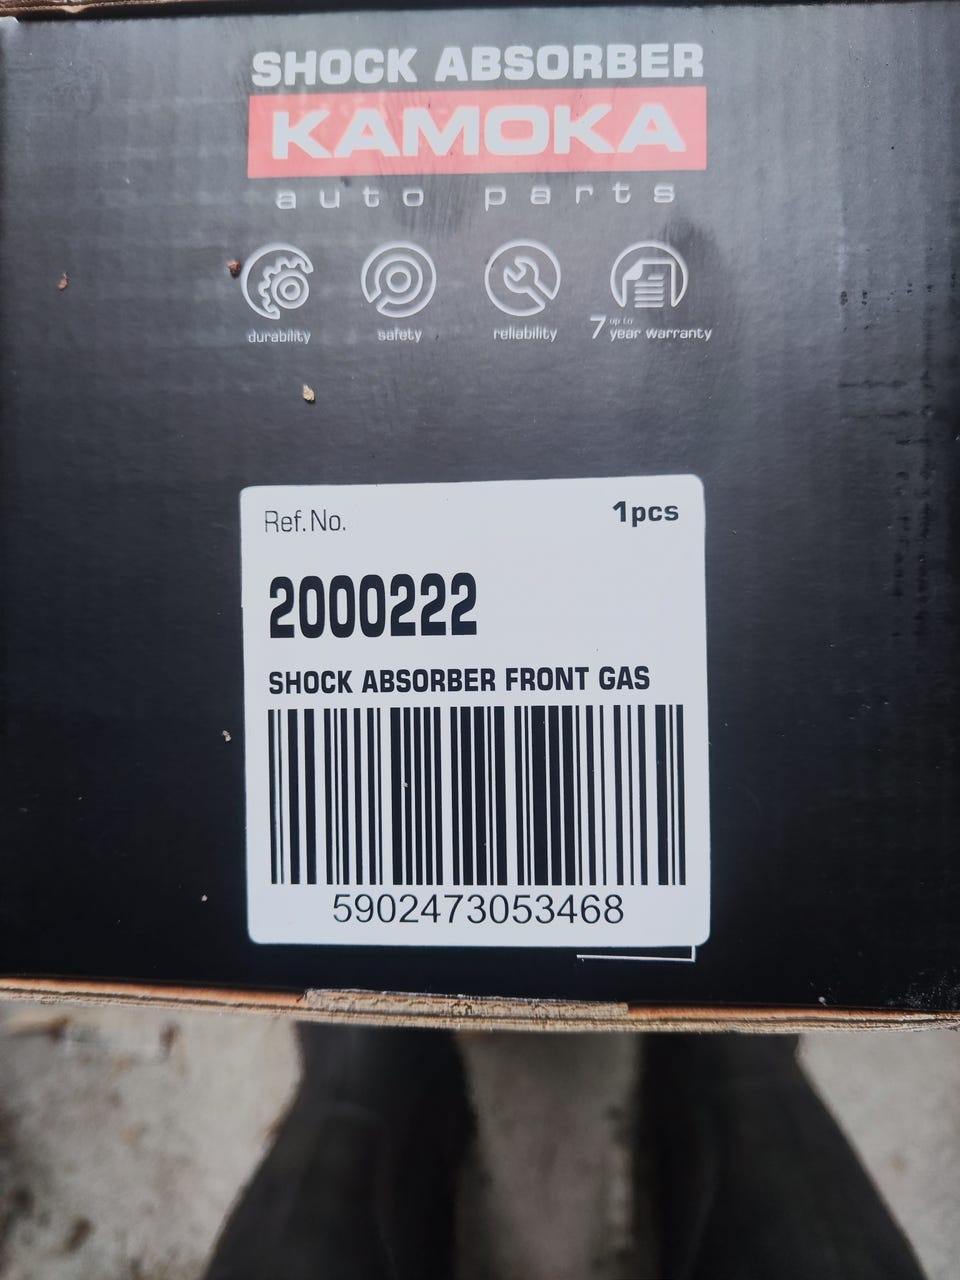 SHOCK ABSORBER
KAMOKA
auto parts
durability safety reliability 7 up to year warranty
Ref. No. 1pcs
2000222
SHOCK ABSORBER FRONT GAS
5902473053468